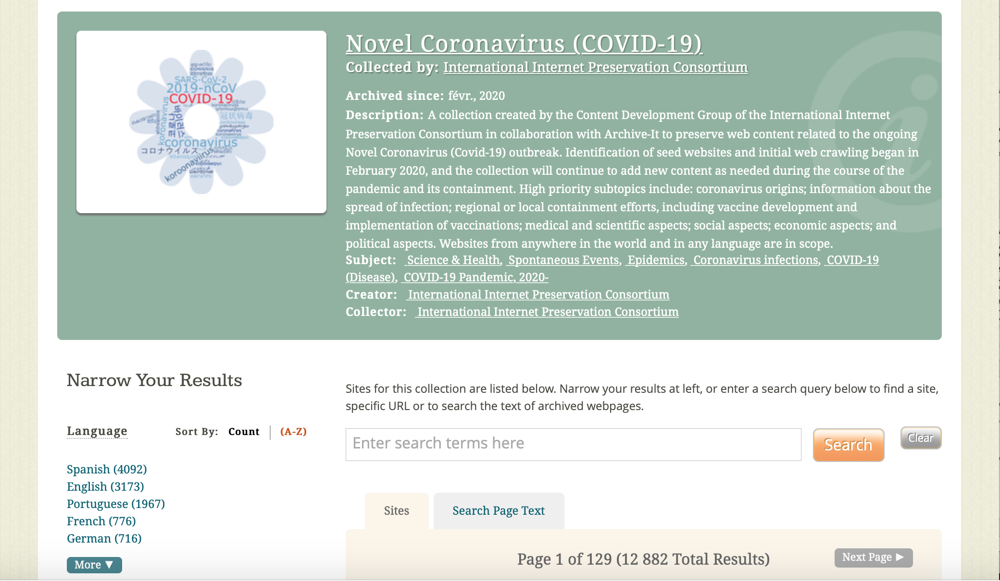 SARS-CoV-2
2019-nCoV
COVID-19
coronavirus
冠状病毒
코로나
바이러스
coronavirus
コロナウイルス
koroonaviirus
Novel Coronavirus (COVID-19)
Collected by: International Internet Preservation Consortium
Archived since: févr., 2020
Description: A collection created by the Content Development Group of the International Internet
Preservation Consortium in collaboration with Archive-It to preserve web content related to the ongoing
Novel Coronavirus (Covid-19) outbreak. Identification of seed websites and initial web crawling began in
February 2020, and the collection will continue to add new content as needed during the course of the
pandemic and its containment. High priority subtopics include: coronavirus origins; information about the
spread of infection; regional or local containment efforts, including vaccine development and
implementation of vaccinations; medical and scientific aspects; social aspects; economic aspects; and
political aspects. Websites from anywhere in the world and in any language are in scope.
Subject: Science & Health, Spontaneous Events, Epidemics, Coronavirus infections, COVID-19
(Disease), COVID-19 Pandemic, 2020-
Creator: International Internet Preservation Consortium
Collector: International Internet Preservation Consortium
Narrow Your Results
Language Sort By: Count (A-Z)
Spanish (4092)
English (3173)
Portuguese (1967)
French (776)
German (716)
More ▼
Sites for this collection are listed below. Narrow your results at left, or enter a search query below to find a site,
specific URL or to search the text of archived webpages.
Enter search terms here Search Clear
Sites Search Page Text
Page 1 of 129 (12 882 Total Results) Next Page ►